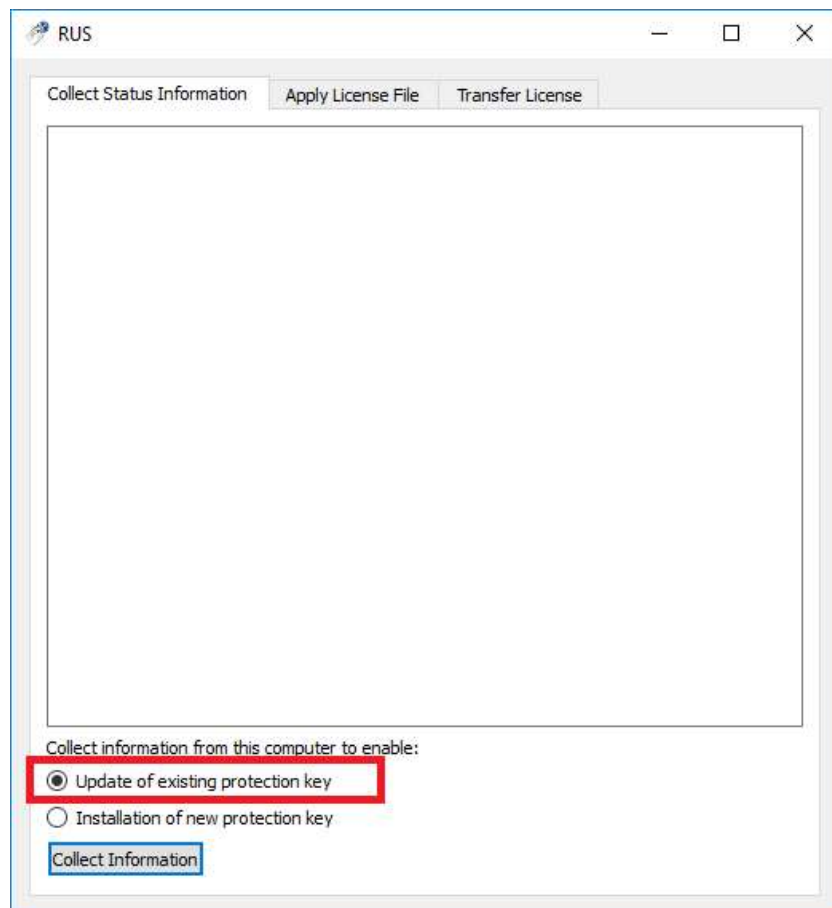 RUS
Collect Status Information Apply License File Transfer License
Collect information from this computer to enable:
Update of existing protection key
Installation of new protection key
Collect Information